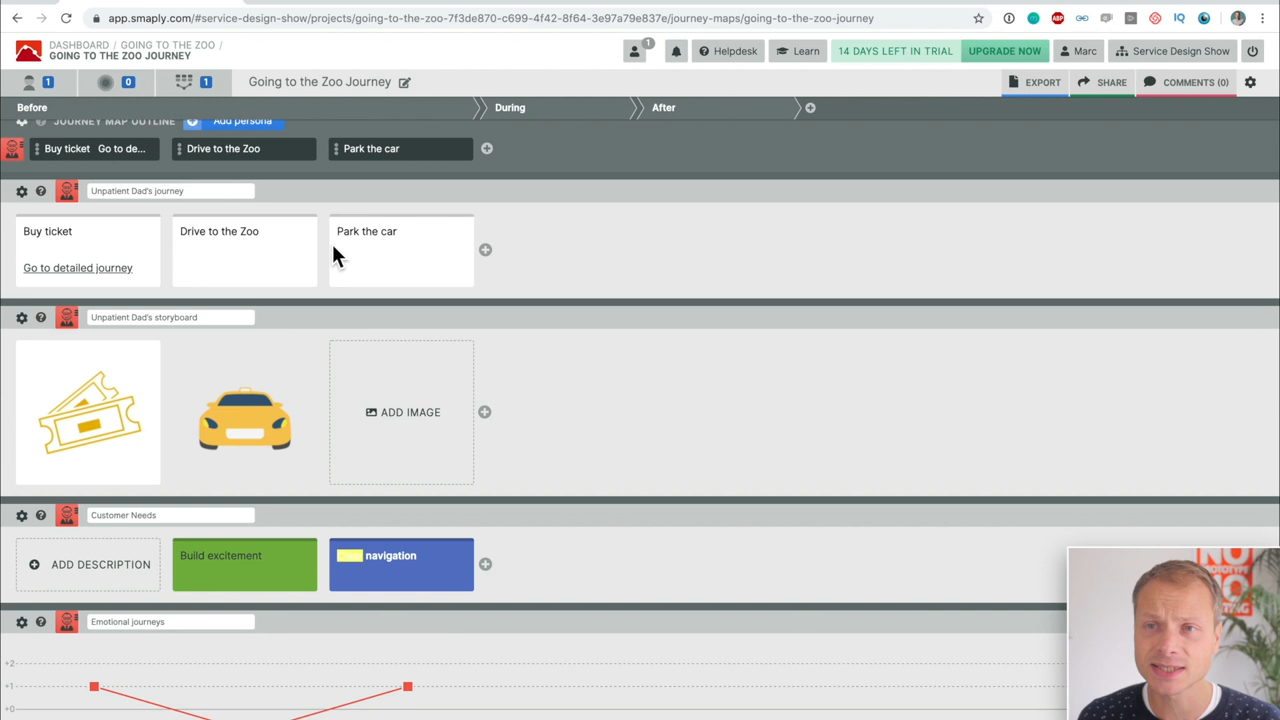 app.smaply.com/#service-design-show/projects/going-to-the-zoo-7f3de870-c699-4f42-8f64-3e97a79e837e/journey-maps/going-to-the-zoo-journey
ABP
IQ
DASHBOARD / GOING TO THE ZOO /
GOING TO THE ZOO JOURNEY
1
Helpdesk
Learn
14 DAYS LEFT IN TRIAL
UPGRADE NOW
Marc
Service Design Show
1
0
1
Going to the Zoo Journey
EXPORT
SHARE
COMMENTS (0)
Before
During
After
JOURNEY MAP OUTLINE
Add persona
Buy ticket Go to de...
Drive to the Zoo
Park the car
Unpatient Dad's journey
Buy ticket
Drive to the Zoo
Park the car
Go to detailed journey
Unpatient Dad's storyboard
ADD IMAGE
Customer Needs
ADD DESCRIPTION
Build excitement
navigation
Emotional journeys
+2
+1
+0